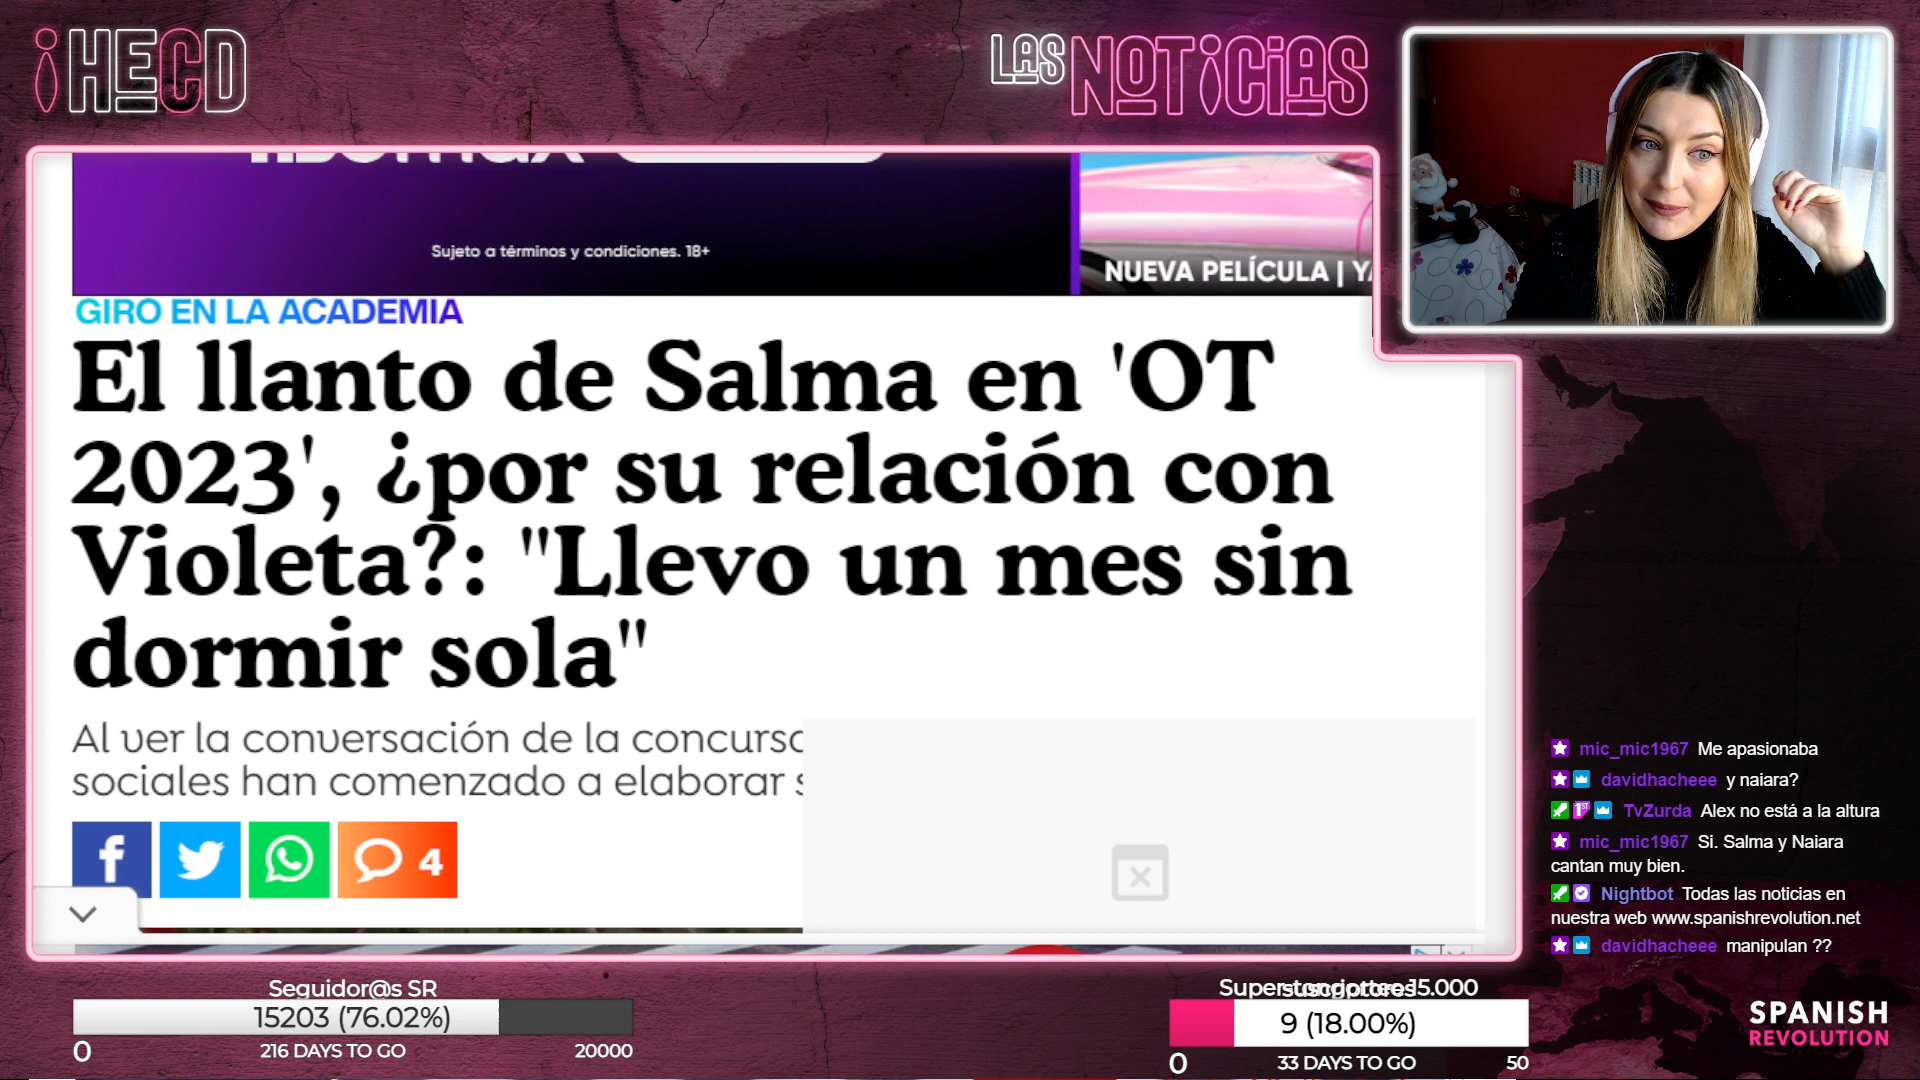 ¡HECD
LAS NOTICIAS
Sujeto a términos y condiciones. 18+
NUEVA PELÍCULA |
GIRO EN LA ACADEMIA
El llanto de Salma en 'OT
2023', ¿por su relación con
Violeta?: "Llevo un mes sin
dormir sola"
Al ver la conversación de la
sociales han comenzado a elaborar
4
mic_mic1967 Me apasionaba
davidhacheee y naiara?
TvZurda Alex no está a la altura
mic_mic1967 Si. Salma y Naiara
cantan muy bien.
Nightbot Todas las noticias en
nuestra web www.spanishrevolution.net
davidhacheee manipulan ??
Seguidor@s SR
15203 (76.02%)
0 216 DAYS TO GO 20000
15.000
9 (18.00%)
0 33 DAYS TO GO 50
SPANISH
REVOLUTION